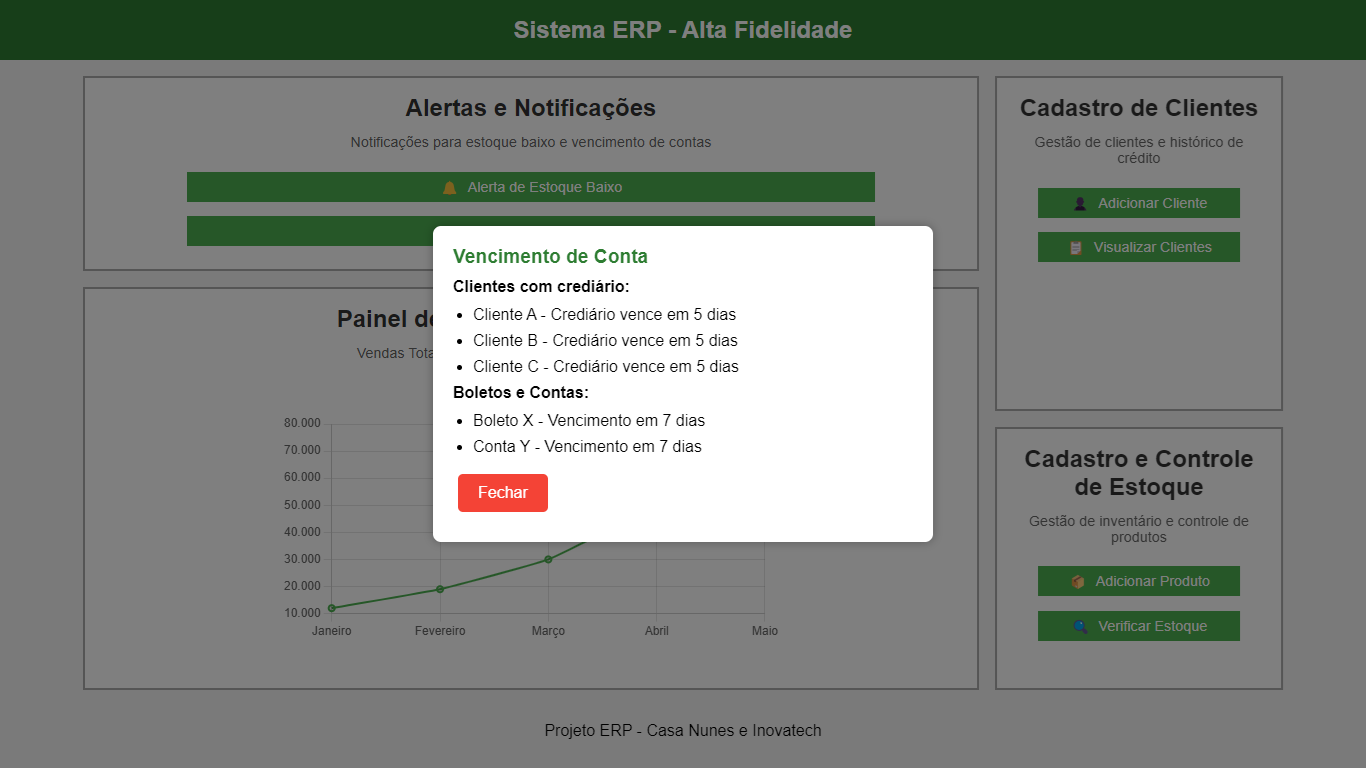 Sistema ERP - Alta Fidelidade
Alertas e Notificações
Notificações para estoque baixo e vencimento de contas
Alerta de Estoque Baixo
Vencimento de Conta
Clientes com crediário:
Cliente A - Crediário vence em 5 dias
Cliente B - Crediário vence em 5 dias
Cliente C - Crediário vence em 5 dias
Boletos e Contas:
Boleto X - Vencimento em 7 dias
Conta Y - Vencimento em 7 dias
Fechar
Painel
Vendas
80.000
70.000
60.000
50.000
40.000
30.000
20.000
10.000
Janeiro
Fevereiro
Março
Abril
Maio
Cadastro de Clientes
Gestão de clientes e histórico de
crédito
Adicionar Cliente
Visualizar Clientes
Cadastro e Controle
de Estoque
Gestão de inventário e controle de
produtos
Adicionar Produto
Verificar Estoque
Projeto ERP - Casa Nunes e Inovatech